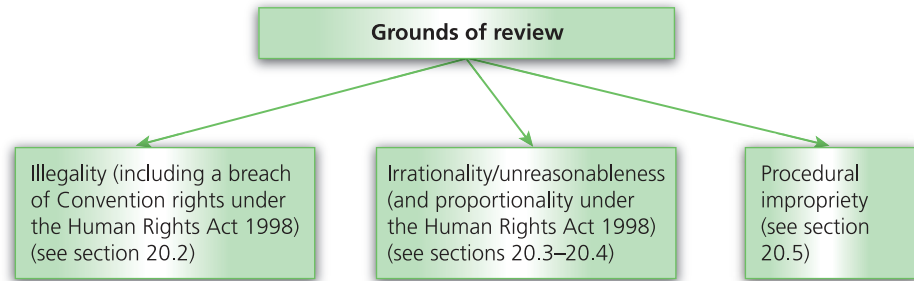 Grounds of review
Illegality (including a breach
of Convention rights under
the Human Rights Act 1998)
(see section 20.2)
Irrationality/unreasonableness
(and proportionality under
the Human Rights Act 1998)
(see sections 20.3–20.4)
Procedural
impropriety
(see section
20.5)